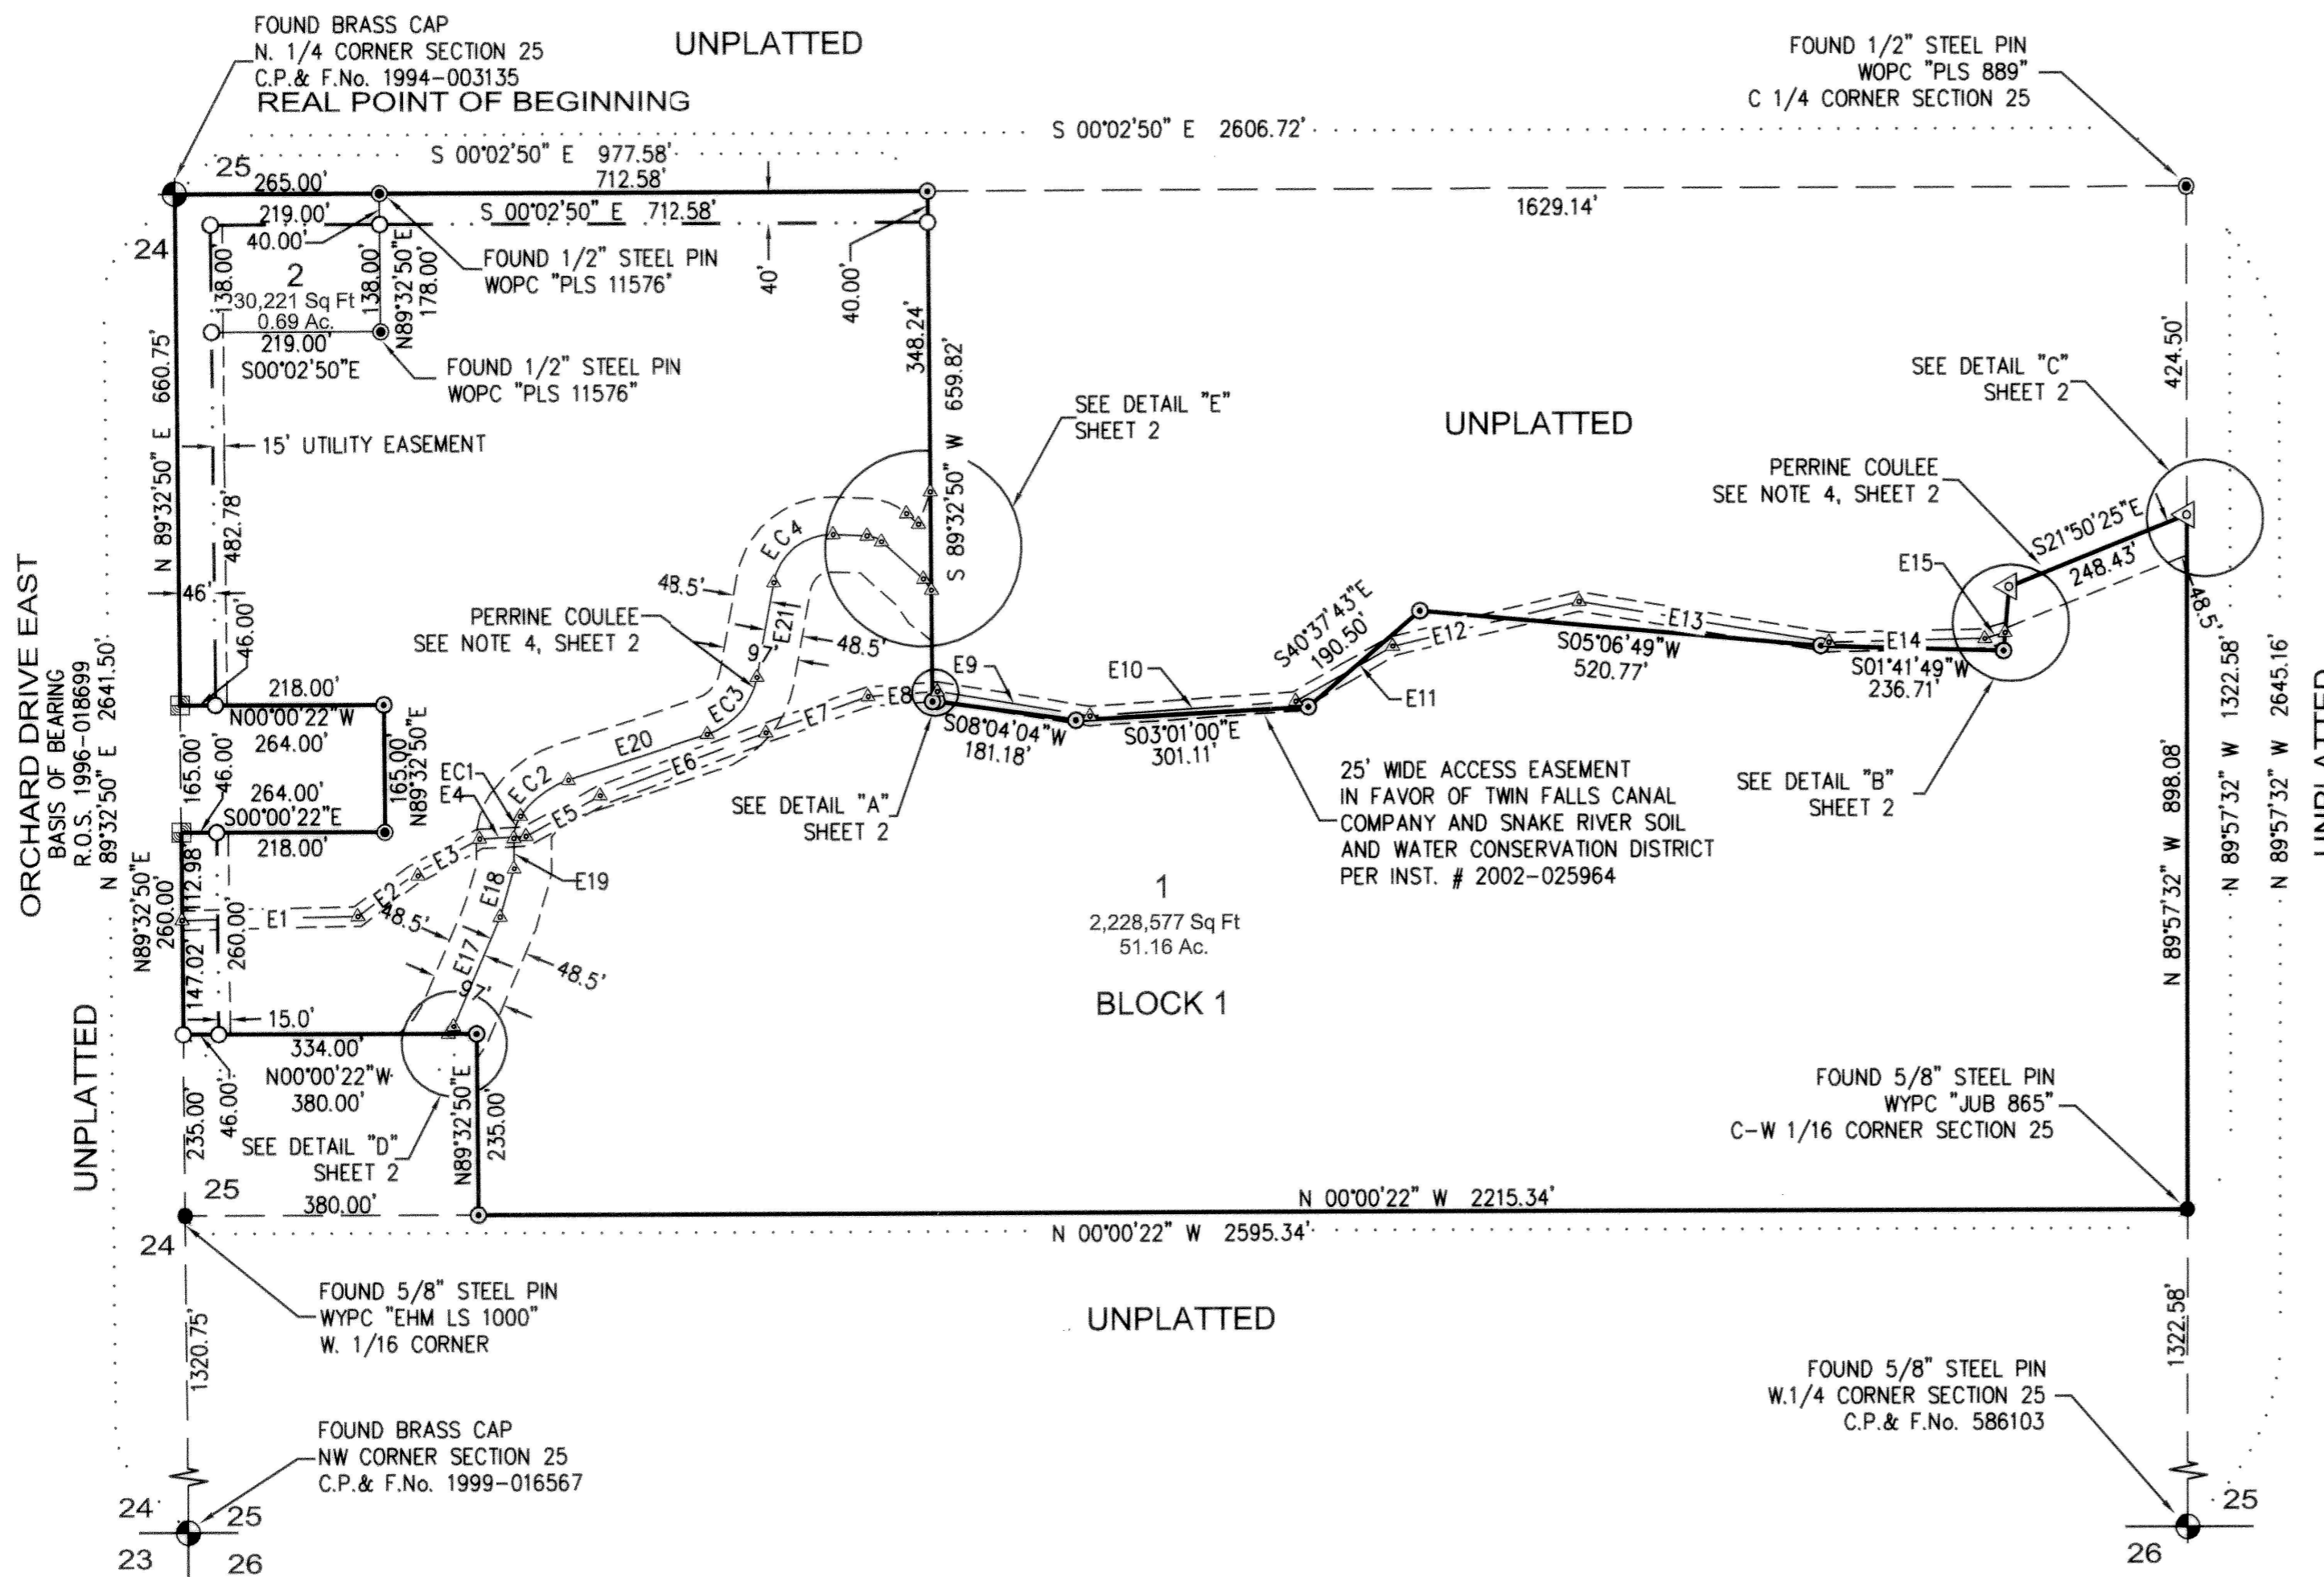 FOUND BRASS CAP
N. 1/4 CORNER SECTION 25
C.P.& F.No. 1994-003135
REAL POINT OF BEGINNING
UNPLATTED
FOUND 1/2" STEEL PIN
WOPC "PLS 889"
C 1/4 CORNER SECTION 25
S 00°02'50" E 2606.72'
S 00°02'50" E 977.58'
25
265.00'
712.58'
219.00'
S 00°02'50" E 712.58'
1629.14'
40.00'
24
2
138.00'
30,221 Sq Ft
0.69 Ac.
138.00'
N89°32'50"E
178.00'
219.00'
S00°02'50"E
FOUND 1/2" STEEL PIN
WOPC "PLS 11576"
FOUND 1/2" STEEL PIN
WOPC "PLS 11576"
40'
40.00'
348.24'
S 89°32'50" W 659.82'
424.50'
SEE DETAIL "C"
SHEET 2
SEE DETAIL "E"
SHEET 2
UNPLATTED
N 89°32'50" E 660.75'
15' UTILITY EASEMENT
482.78'
PERRINE COULEE
SEE NOTE 4, SHEET 2
S21°50'25"E
248.43'
E15
48.5'
EC4
48.5'
46'
46.00'
PERRINE COULEE
SEE NOTE 4, SHEET 2
E21
97'
48.5'
ORCHARD DRIVE EAST
BASIS OF BEARING
R.O.S. 1996-018699
N 89°32'50" E 2641.50'
218.00'
N00°00'22"W
264.00'
165.00'
46.00'
264.00'
S00°00'22"E
218.00'
165.00'
N89°32'50"E
EC3
E20
EC2
EC1
E4
E5
E6
E7
E8
E9
E10
E11
E12
E13
E14
S08°04'04"W
181.18'
S03°01'00"E
301.11'
S40°37'43"E
190.50'
S05°06'49"W
520.77'
S01°41'49"W
236.71'
SEE DETAIL "A"
SHEET 2
25' WIDE ACCESS EASEMENT
IN FAVOR OF TWIN FALLS CANAL
COMPANY AND SNAKE RIVER SOIL
AND WATER CONSERVATION DISTRICT
PER INST. # 2002-025964
SEE DETAIL "B"
SHEET 2
N 89°57'32" W 898.08'
N 89°57'32" W 1322.58'
N 89°57'32" W 2645.16'
UNPLATTED
N89°32'50"E
260.00'
112.98'
147.02'
260.00'
E1
E2
E3
E18
E19
E17
48.5'
97'
48.5'
1
2,228,577 Sq Ft
51.16 Ac.
BLOCK 1
15.0'
334.00'
N00°00'22"W
380.00'
UNPLATTED
235.00'
46.00'
SEE DETAIL "D"
SHEET 2
N89°32'50"E
235.00'
FOUND 5/8" STEEL PIN
WYPC "JUB 865"
C-W 1/16 CORNER SECTION 25
25
380.00'
N 00°00'22" W 2215.34'
N 00°00'22" W 2595.34'
24
FOUND 5/8" STEEL PIN
WYPC "EHM LS 1000"
W. 1/16 CORNER
UNPLATTED
1320.75'
1322.58'
FOUND 5/8" STEEL PIN
W.1/4 CORNER SECTION 25
C.P.& F.No. 586103
FOUND BRASS CAP
NW CORNER SECTION 25
C.P.& F.No. 1999-016567
24
25
23
26
25
26